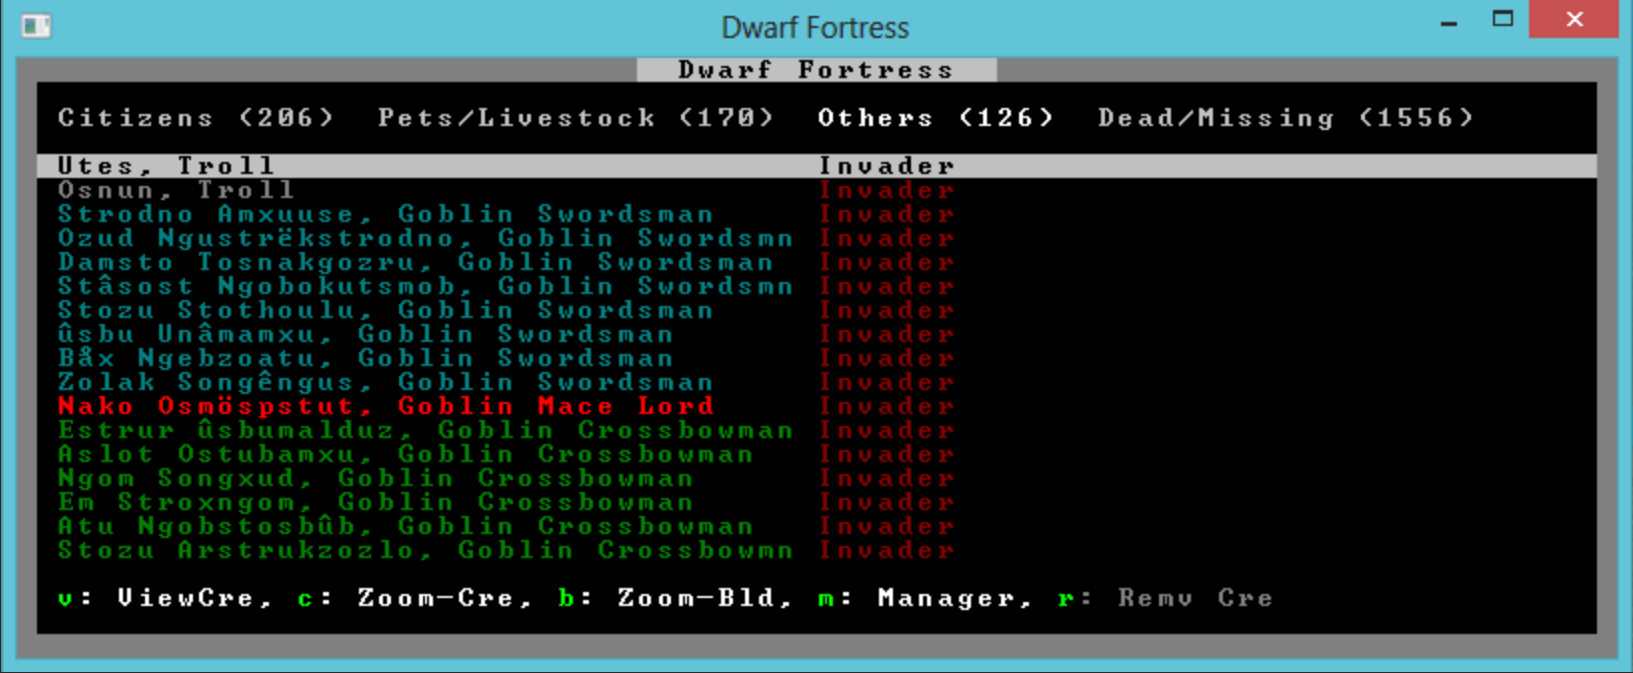 Dwarf Fortress
Dwarf Fortress
Citizens (206) Pets/Livestock (170) Others (126) Dead/Missing (1556)
Utes, Troll Invader
Osnun, Troll Invader
Strodno Amxuuse, Goblin Swordsman Invader
Ozud Ngustrëkstrodno, Goblin Swordsmn Invader
Damsto Tosnakgozru, Goblin Swordsman Invader
Stâsost Ngobokutsmob, Goblin Swordsmn Invader
Stozu Stothoulu, Goblin Swordsman Invader
ûsbu Unâmamxu, Goblin Swordsman Invader
Båx Ngebzoatu, Goblin Swordsman Invader
Zolak Songêngus, Goblin Swordsman Invader
Nako Osmöspstut, Goblin Mace Lord Invader
Estrur ûsbumalduz, Goblin Crossbowman Invader
Aslot Ostubamxu, Goblin Crossbowman Invader
Ngom Songxud, Goblin Crossbowman Invader
Em Stroxngom, Goblin Crossbowman Invader
Atu Ngobstosbûb, Goblin Crossbowman Invader
Stozu Arstrukzozlo, Goblin Crossbowmn Invader
v: ViewCre, c: Zoom-Cre, b: Zoom-Bld, m: Manager, r: Remv Cre